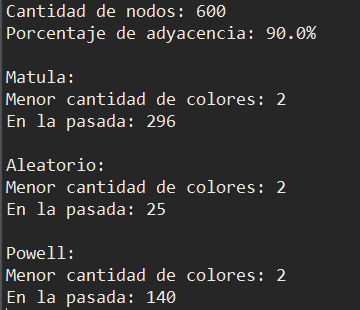 Cantidad de nodos: 600
Porcentaje de adyacencia: 90.0%
Matula:
Menor cantidad de colores: 2
En la pasada: 296
Aleatorio:
Menor cantidad de colores: 2
En la pasada: 25
Powell:
Menor cantidad de colores: 2
En la pasada: 140